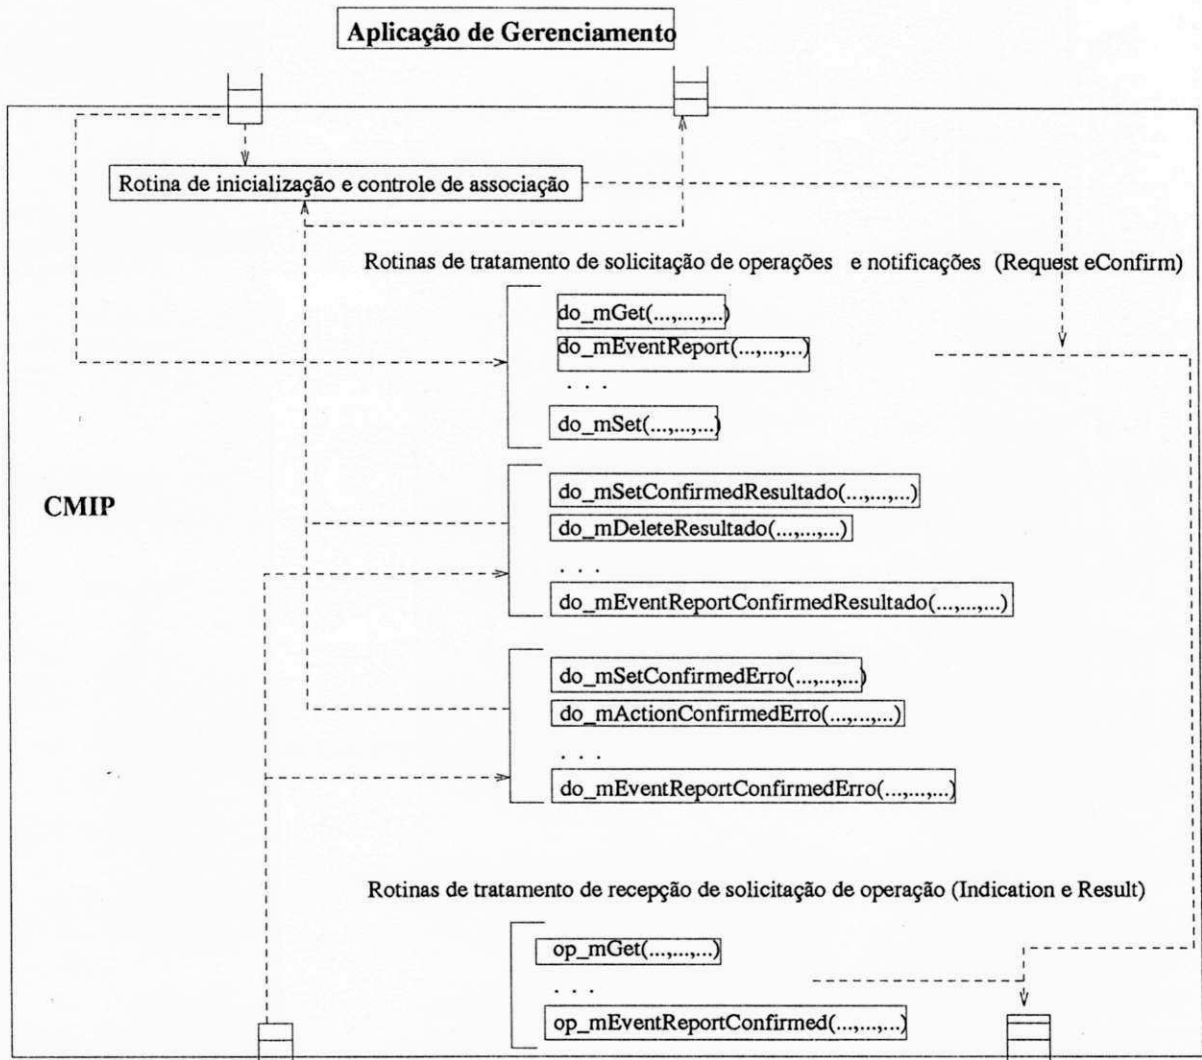 Aplicação de Gerenciamento
Rotina de inicialização e controle de associação
Rotinas de tratamento de solicitação de operações e notificações (Request eConfirm)
do_mGet(...,....,...)
do_mEventReport(...,...,...)
. . .
do_mSet(...,...,...)
CMIP
do_mSetConfirmedResultado(...,...,...)
do_mDeleteResultado(...,...,...)
. . .
do_mEventReportConfirmedResultado(...,...,...)
do_mSetConfirmedErro(...,...,...)
do_mActionConfirmedErro(...,...,...)
. . .
do_mEventReportConfirmedErro(...,...,...)
Rotinas de tratamento de recepção de solicitação de operação (Indication e Result)
op_mGet(...,...,...)
. . .
op_mEventReportConfirmed(...,...,...)